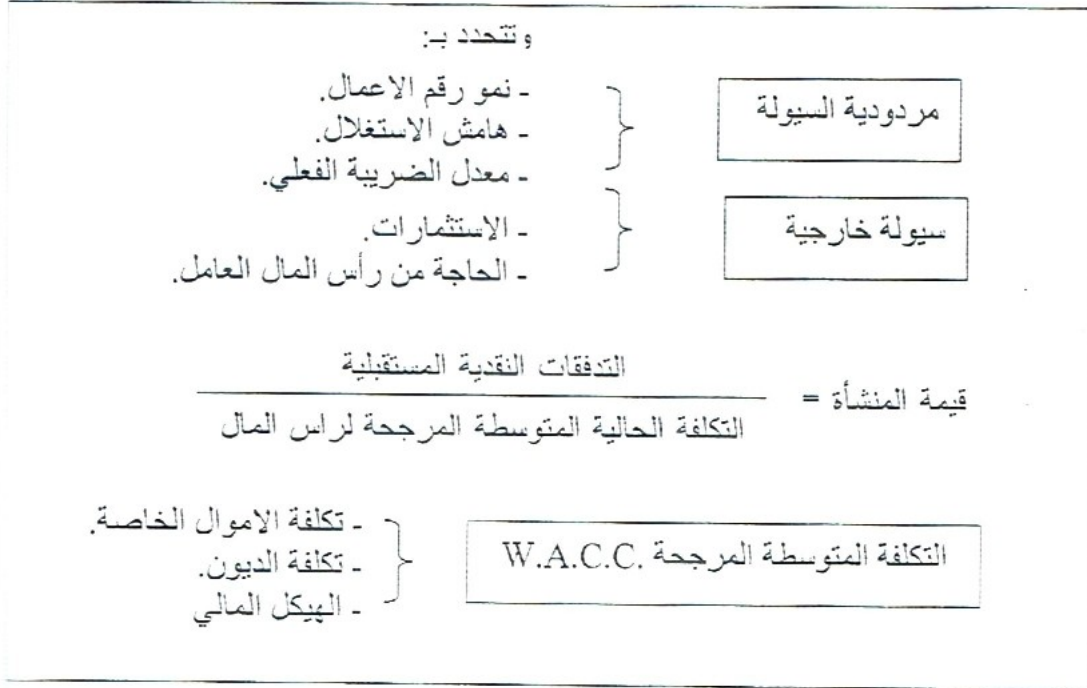 وتتحدد بـ:
مردودية السيولة
- نمو رقم الاعمال.
- هامش الاستغلال.
- معدل الضريبة الفعلي.
سيولة خارجية
- الاستثمارات.
- الحاجة من رأس المال العامل.
التدفقات النقدية المستقبلية
قيمة المنشأة =
التكلفة الحالية المتوسطة المرجحة لراس المال
التكلفة المتوسطة المرجحة W.A.C.C.
- تكلفة الاموال الخاصة.
- تكلفة الديون.
- الهيكل المالي